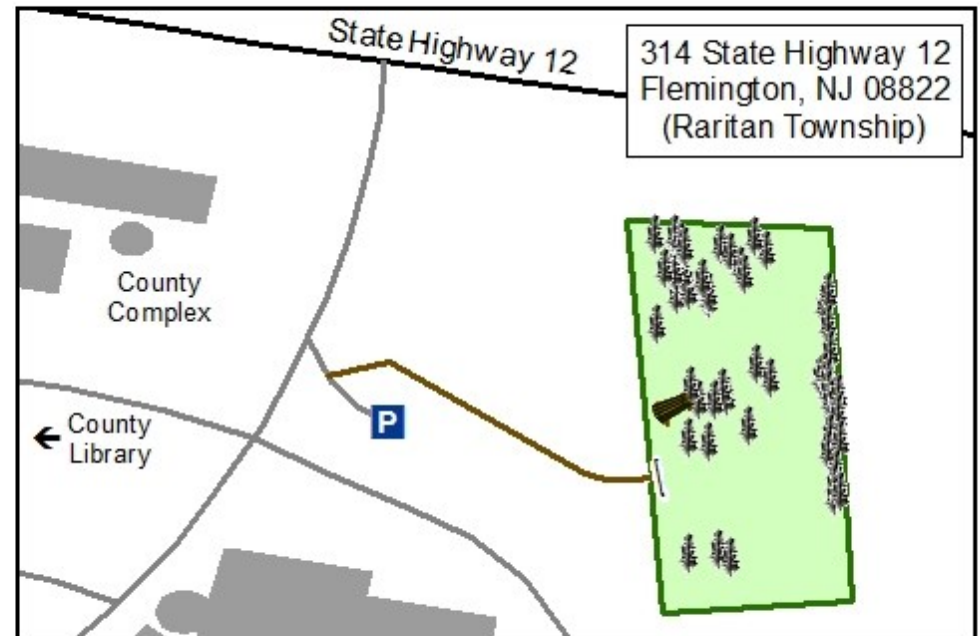 State Highway 12
314 State Highway 12
Flemington, NJ 08822
(Raritan Township)
County
Complex
P
← County
Library